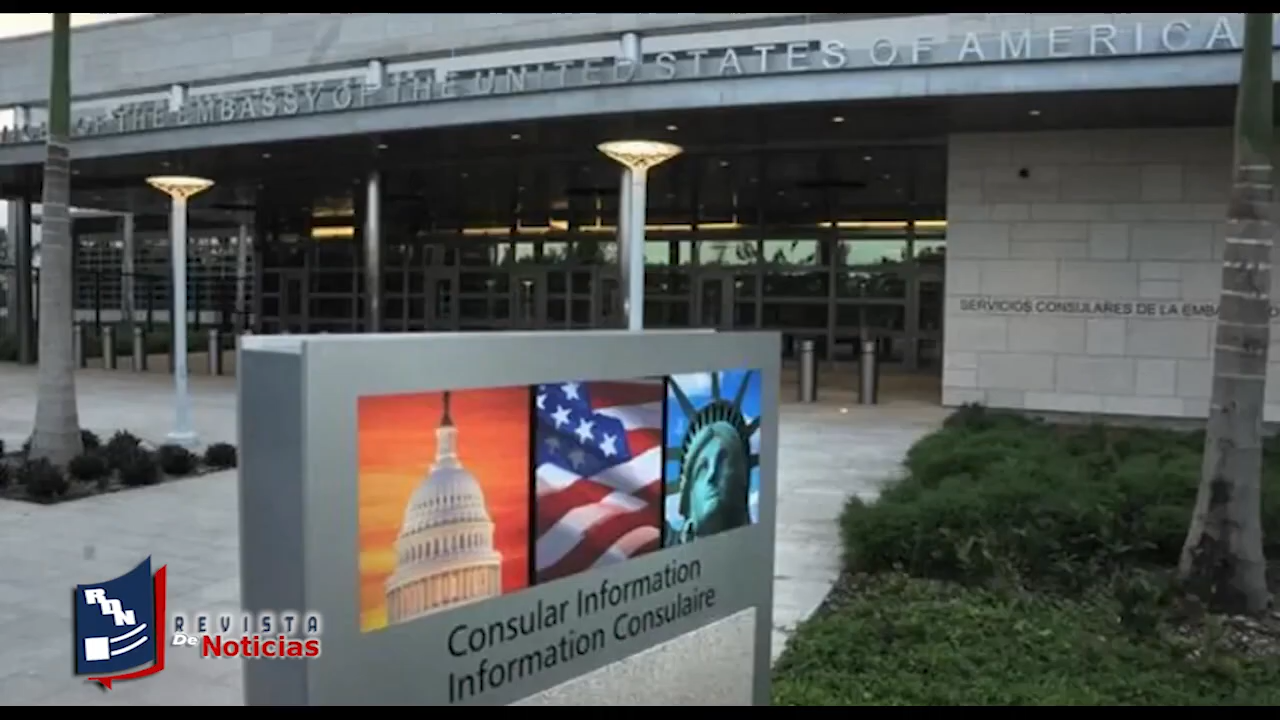 OF THE EMBASSY OF THE UNITED STATES OF AMERICA
SERVICIOS CONSULARES DE LA EMBA
Consular Information
Information Consulaire
RDN
REVISTA
De Noticias